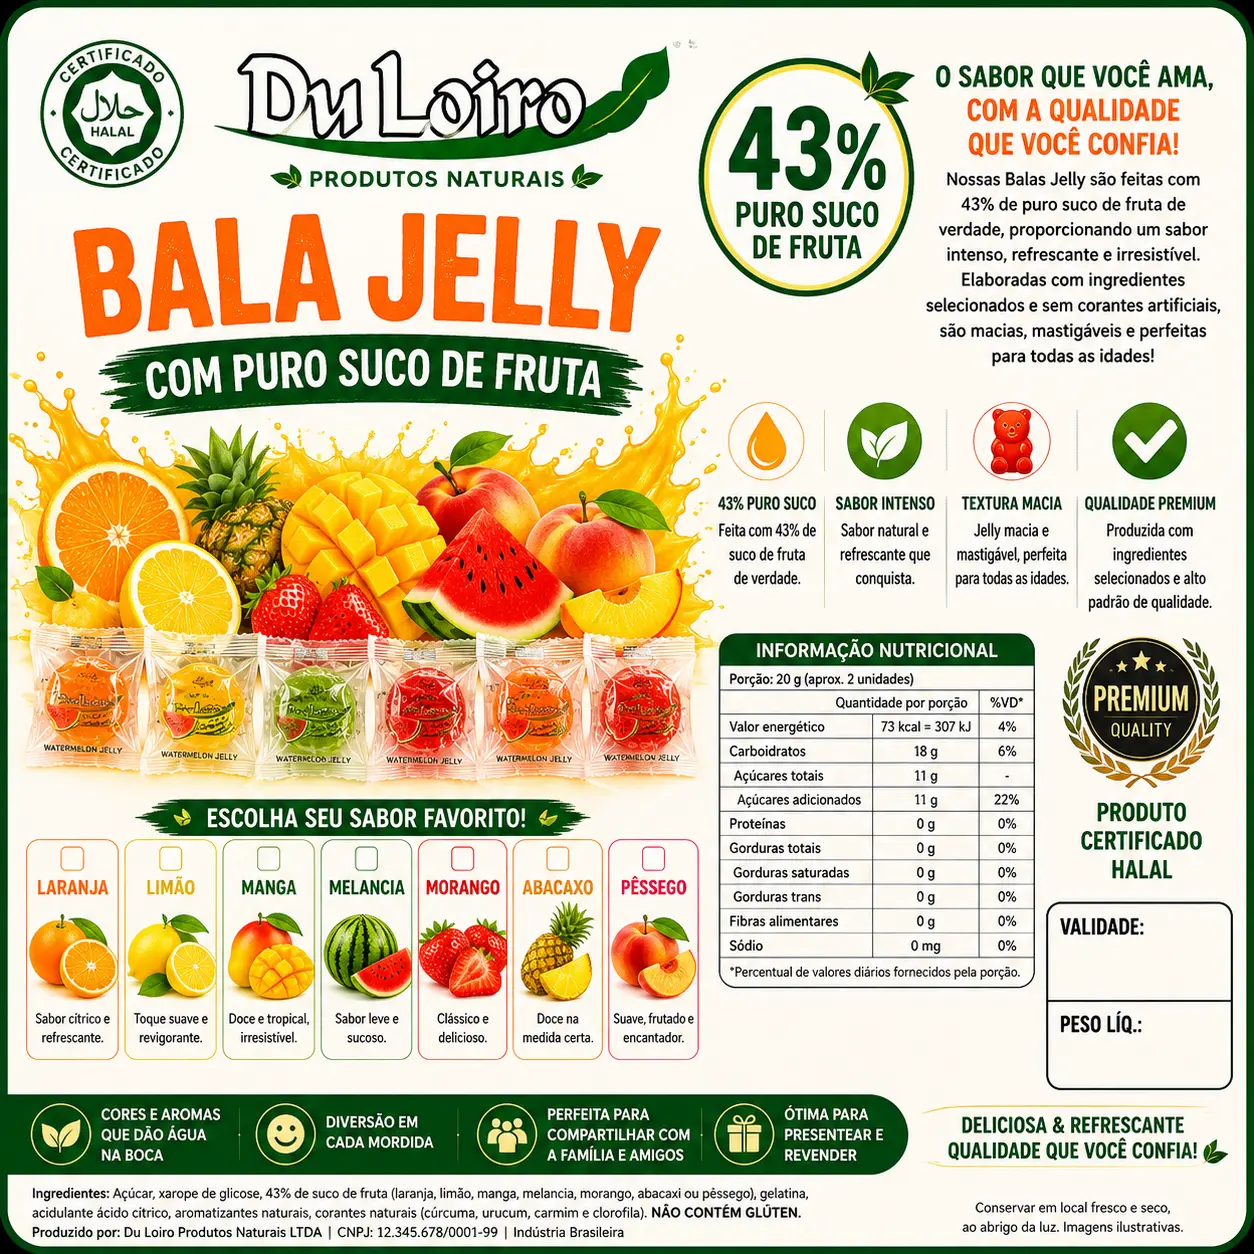 CERTIFICADO
حلال
HALAL
CERTIFICADO
Du Loiro
PRODUTOS NATURAIS
BALA JELLY
COM PURO SUCO DE FRUTA
43%
PURO SUCO
DE FRUTA
O SABOR QUE VOCÊ AMA,
COM A QUALIDADE
QUE VOCÊ CONFIA!
Nossas Balas Jelly são feitas com
43% de puro suco de fruta de
verdade, proporcionando um sabor
intenso, refrescante e irresistível.
Elaboradas com ingredientes
selecionados e sem corantes artificiais,
são macias, mastigáveis e perfeitas
para todas as idades!
43% PURO SUCO
Feita com 43% de
suco de fruta
de verdade.
SABOR INTENSO
Sabor natural e
refrescante que
conquista.
TEXTURA MACIA
Jelly macia e
mastigável, perfeita
para todas as idades.
QUALIDADE PREMIUM
Produzida com
ingredientes
selecionados e alto
padrão de qualidade.
WATERMELON JELLY
WATERMELON JELLY
WATERMELOO JELLY
WATERMELON JELLY
WATERMELON JELLY
WATERMELON JELLY
ESCOLHA SEU SABOR FAVORITO!
LARANJA
Sabor cítrico e
refrescante.
LIMÃO
Toque suave e
revigorante.
MANGA
Doce e tropical,
irresistível.
MELANCIA
Sabor leve e
sucoso.
MORANGO
Clássico e
delicioso.
ABACAXO
Doce na
medida certa.
PÊSSEGO
Suave, frutado e
encantador.
INFORMAÇÃO NUTRICIONAL
Porção: 20 g (aprox. 2 unidades)
Quantidade por porção %VD*
Valor energético 73 kcal = 307 kJ 4%
Carboidratos 18 g 6%
Açúcares totais 11 g -
Açúcares adicionados 11 g 22%
Proteínas 0 g 0%
Gorduras totais 0 g 0%
Gorduras saturadas 0 g 0%
Gorduras trans 0 g 0%
Fibras alimentares 0 g 0%
Sódio 0 mg 0%
*Percentual de valores diários fornecidos pela porção.
PREMIUM
QUALITY
PRODUTO
CERTIFICADO
HALAL
VALIDADE:
PESO LÍQ.:
CORES E AROMAS
QUE DÃO ÁGUA
NA BOCA
DIVERSÃO EM
CADA MORDIDA
PERFEITA PARA
COMPARTILHAR COM
A FAMÍLIA E AMIGOS
ÓTIMA PARA
PRESENTEAR E
REVENDER
DELICIOSA & REFRESCANTE
QUALIDADE QUE VOCÊ CONFIA!
Ingredientes: Açúcar, xarope de glicose, 43% de suco de fruta (laranja, limão, manga, melancia, morango, abacaxi ou pêssego), gelatina,
acidulante ácido cítrico, aromatizantes naturais, corantes naturais (cúrcuma, urucum, carmim e clorofila). NÃO CONTÉM GLÚTEN.
Produzido por: Du Loiro Produtos Naturais LTDA | CNPJ: 12.345.678/0001-99 | Indústria Brasileira
Conservar em local fresco e seco,
ao abrigo da luz. Imagens ilustrativas.